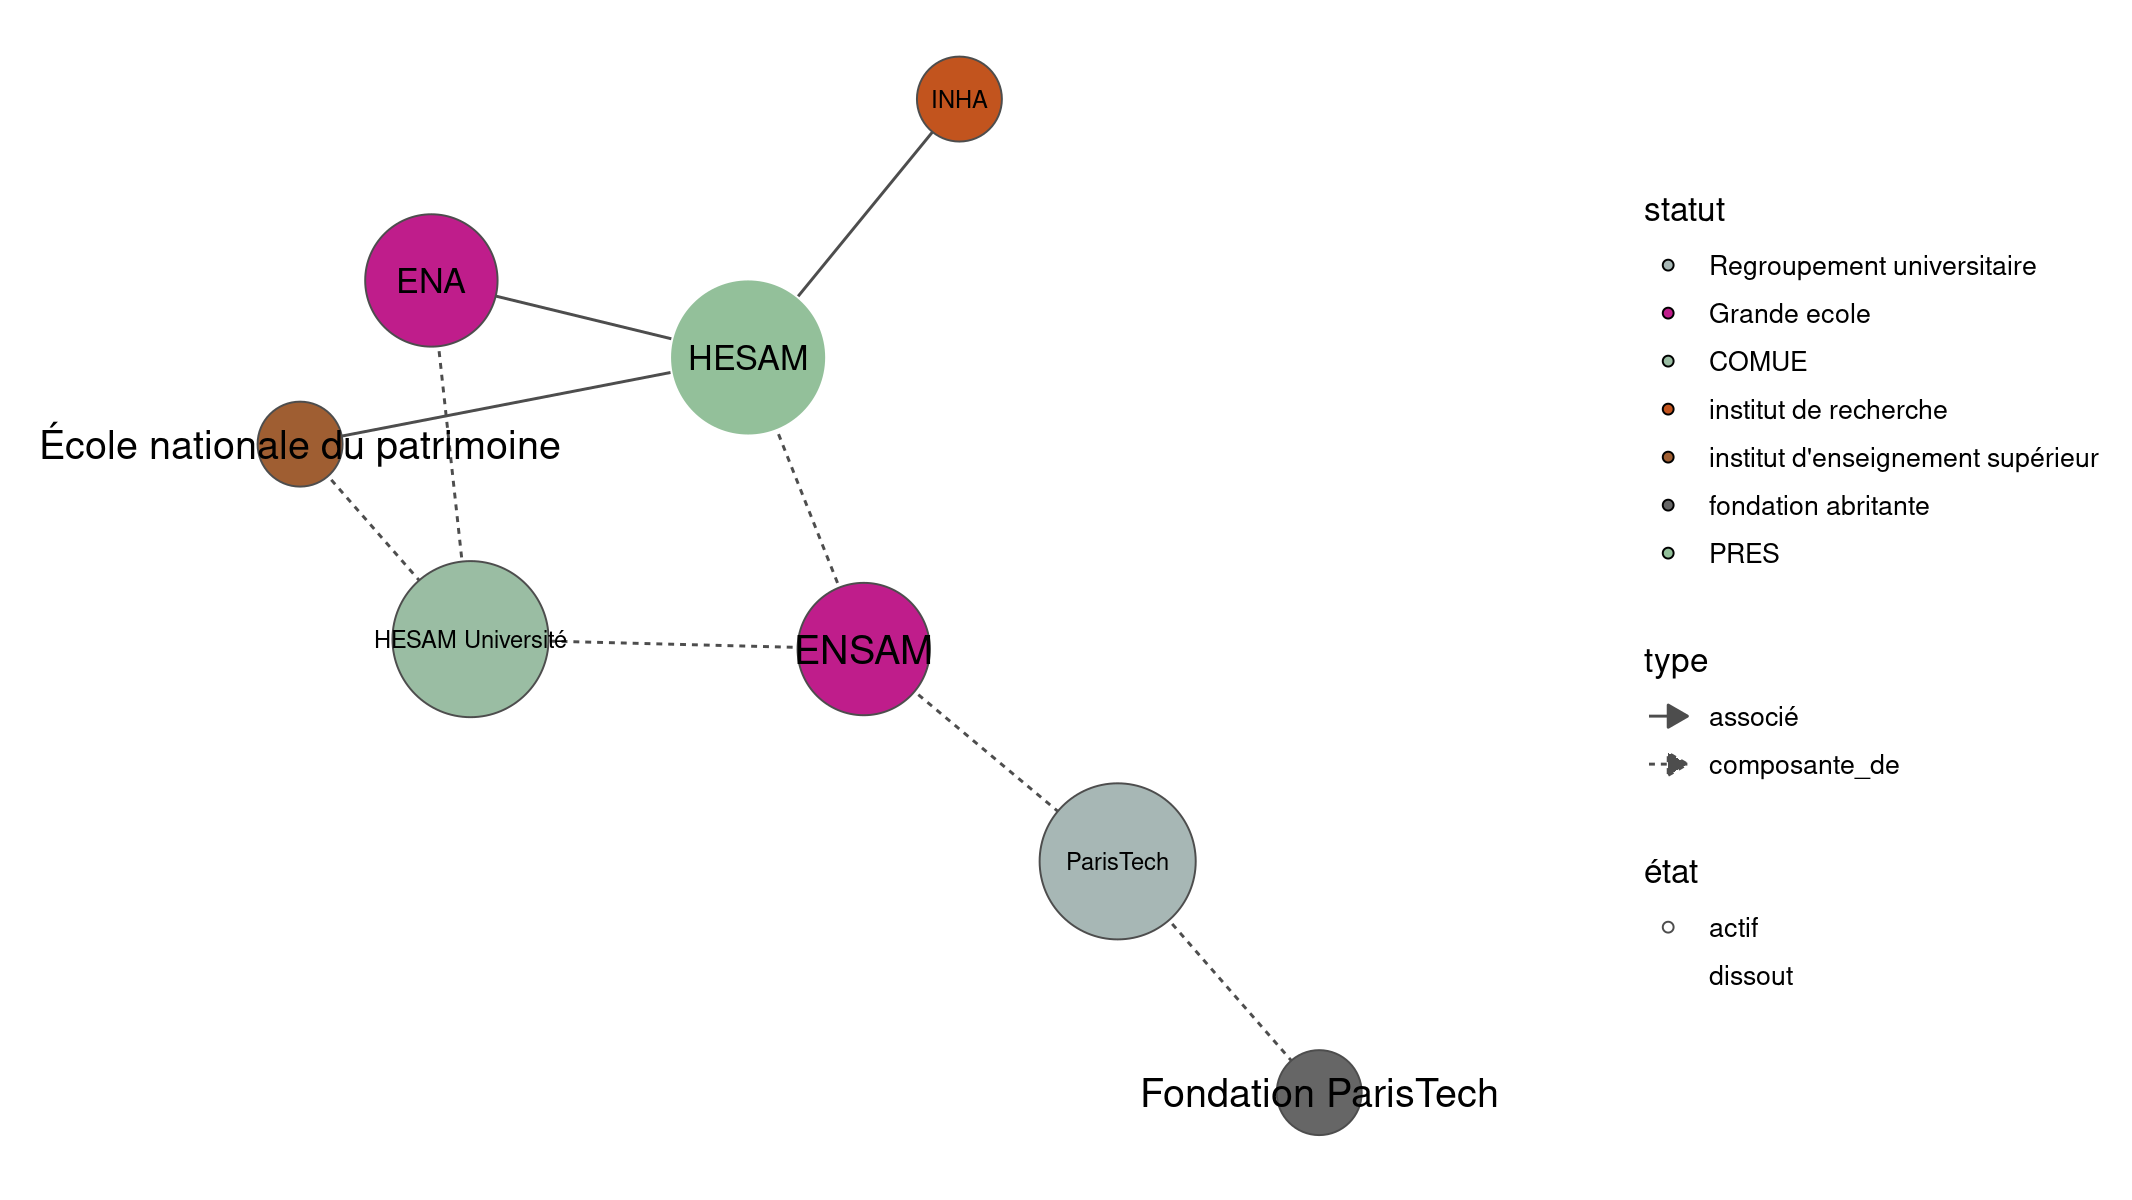 INHA
ENA
HESAM
École nationale du patrimoine
HESAM Université
ENSAM
ParisTech
Fondation ParisTech
statut
Regroupement universitaire
Grande ecole
COMUE
institut de recherche
institut d'enseignement supérieur
fondation abritante
PRES
type
associé
composante_de
état
actif
dissout